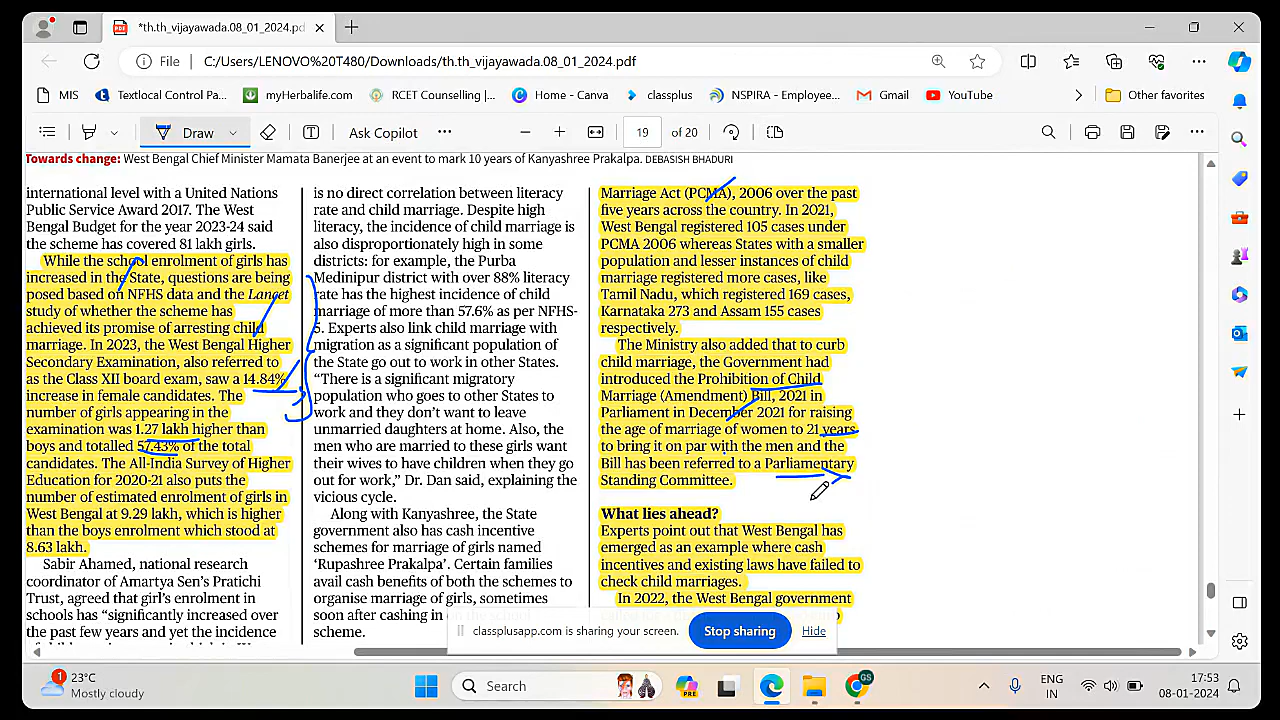 *th.th_vijayawada.08_01_2024.pd
File
C:/Users/LENOVO%20T480/Downloads/th.th_vijayawada.08_01_2024.pdf
MIS
Textlocal Control Pa...
myHerbalife.com
RCET Counselling |...
Home - Canva
classplus
NSPIRA - Employee...
Gmail
YouTube
Other favorites
Draw
Ask Copilot
19
of 20
Towards change: West Bengal Chief Minister Mamata Banerjee at an event to mark 10 years of Kanyashree Prakalpa. DEBASISH BHADURI
international level with a United Nations
Public Service Award 2017. The West
Bengal Budget for the year 2023-24 said
the scheme has covered 81 lakh girls.
While the school enrolment of girls has
increased in the State, questions are being
posed based on NFHS data and the Lancet
study of whether the scheme has
achieved its promise of arresting child
marriage. In 2023, the West Bengal Higher
Secondary Examination, also referred to
as the Class XII board exam, saw a 14.84%
increase in female candidates. The
number of girls appearing in the
examination was 1.27 lakh higher than
boys and totalled 57.43% of the total
candidates. The All-India Survey of Higher
Education for 2020-21 also puts the
number of estimated enrolment of girls in
West Bengal at 9.29 lakh, which is higher
than the boys enrolment which stood at
8.63 lakh.
Sabir Ahamed, national research
coordinator of Amartya Sen's Pratichi
Trust, agreed that girl's enrolment in
schools has “significantly increased over
the past few years and yet the incidence
is no direct correlation between literacy
rate and child marriage. Despite high
literacy, the incidence of child marriage is
also disproportionately high in some
districts: for example, the Purba
Medinipur district with over 88% literacy
rate has the highest incidence of child
marriage of more than 57.6% as per NFHS-
5. Experts also link child marriage with
migration as a significant population of
the State go out to work in other States.
“There is a significant migratory
population who goes to other States to
work and they don't want to leave
unmarried daughters at home. Also, the
men who are married to these girls want
their wives to have children when they go
out for work,” Dr. Dan said, explaining the
vicious cycle.
Along with Kanyashree, the State
government also has cash incentive
schemes for marriage of girls named
‘Rupashree Prakalpa’. Certain families
avail cash benefits of both the schemes to
organise marriage of girls, sometimes
soon after cashing in
scheme.
Marriage Act (PCMA), 2006 over the past
five years across the country. In 2021,
West Bengal registered 105 cases under
PCMA 2006 whereas States with a smaller
population and lesser instances of child
marriage registered more cases, like
Tamil Nadu, which registered 169 cases,
Karnataka 273 and Assam 155 cases
respectively.
The Ministry also added that to curb
child marriage, the Government had
introduced the Prohibition of Child
Marriage (Amendment) Bill, 2021 in
Parliament in December 2021 for raising
the age of marriage of women to 21 years
to bring it on par with the men and the
Bill has been referred to a Parliamentary
Standing Committee.
What lies ahead?
Experts point out that West Bengal has
emerged as an example where cash
incentives and existing laws have failed to
check child marriages.
In 2022, the West Bengal government
classplusapp.com is sharing your screen.
Stop sharing
Hide
1
23°C
Mostly cloudy
Search
PRE
GS
ENG
IN
17:53
08-01-2024